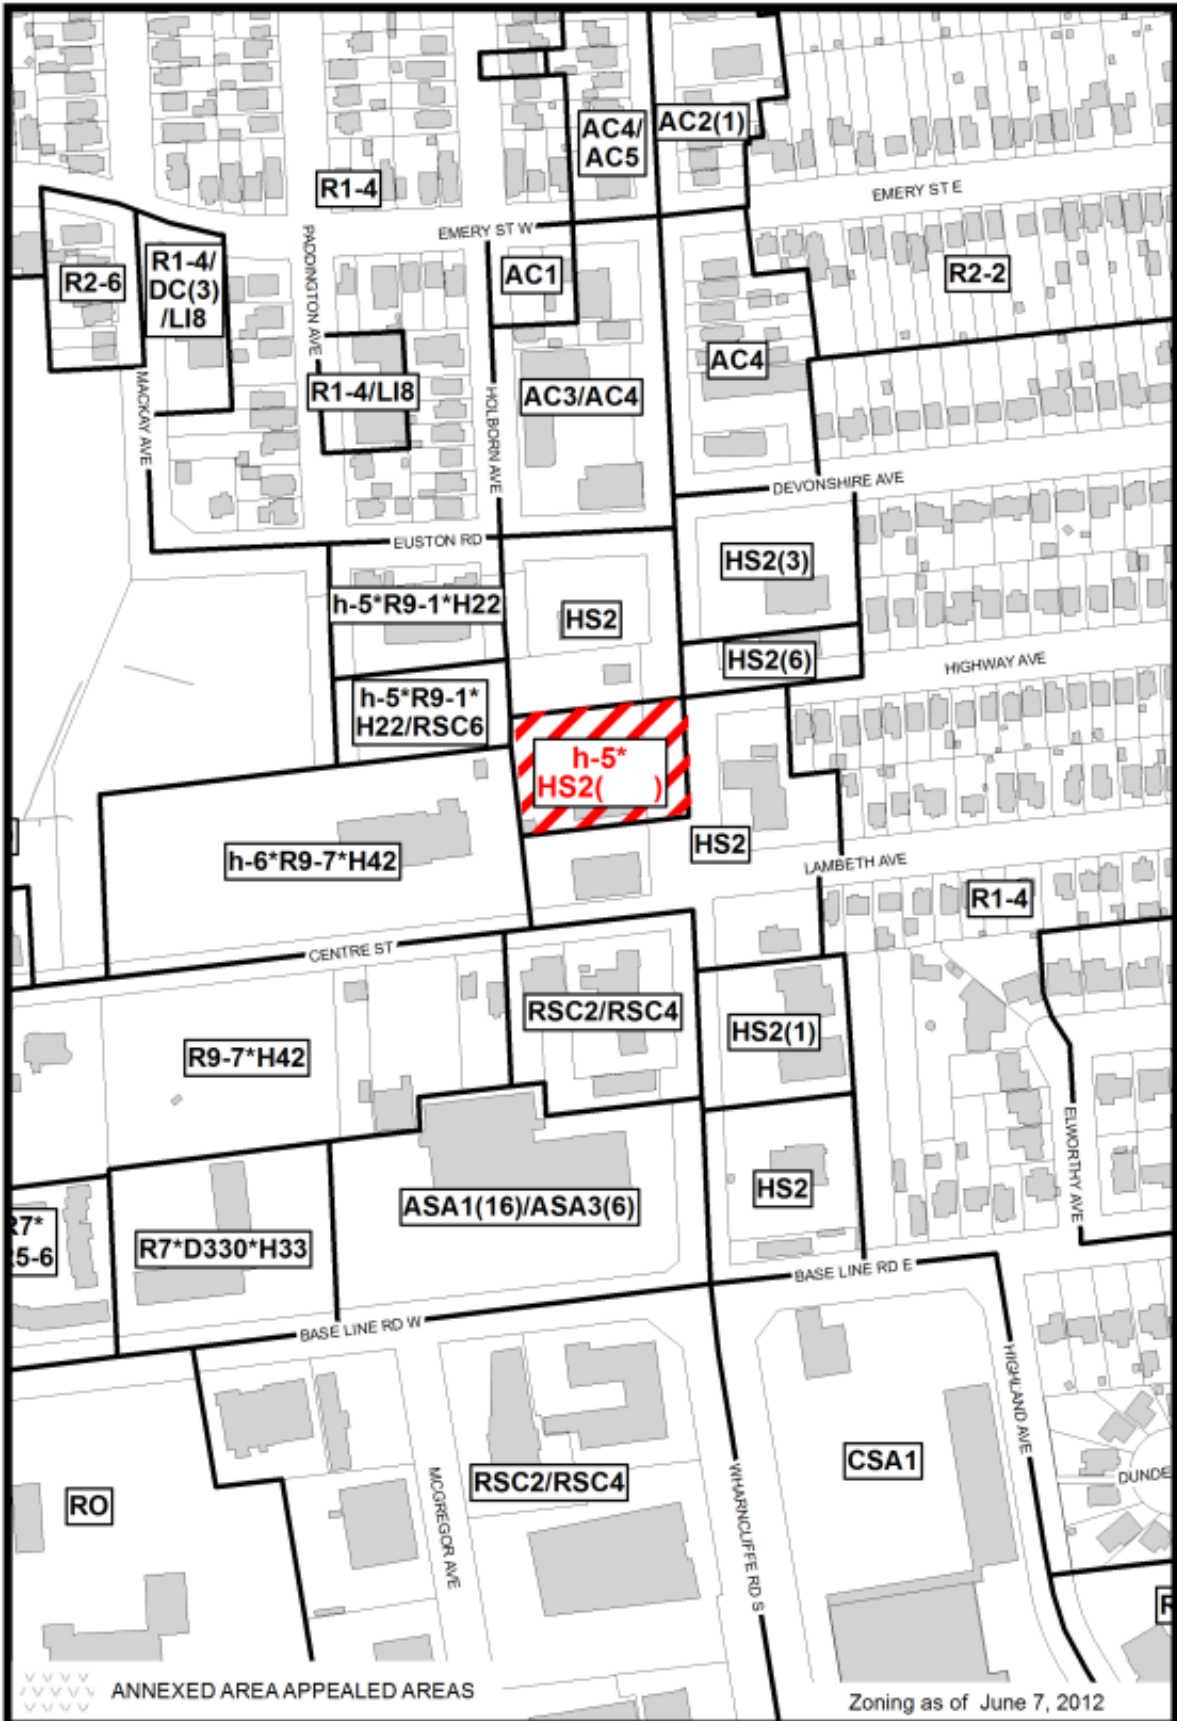 AC4/
AC5
AC2(1)
R1-4
EMERY ST E
EMERY ST W
PADDINGTON AVE
R2-6
R1-4/
DC(3)
/LI8
AC1
R2-2
MACKAY AVE
R1-4/LI8
HOLBORN AVE
AC3/AC4
AC4
DEVONSHIRE AVE
EUSTON RD
HS2(3)
h-5*R9-1*H22
HS2
HS2(6)
HIGHWAY AVE
h-5*R9-1*
H22/RSC6
h-5*
HS2( )
HS2
h-6*R9-7*H42
LAMBETH AVE
R1-4
CENTRE ST
RSC2/RSC4
HS2(1)
R9-7*H42
ELWORTHY AVE
HS2
ASA1(16)/ASA3(6)
R7*
R7*D330*H33
BASE LINE RD E
BASE LINE RD W
HIGHLAND AVE
CSA1
RSC2/RSC4
DUNDE
RO
MCGREGOR AVE
WHARNCLIFFE RD S
ANNEXED AREA APPEALED AREAS
Zoning as of June 7, 2012